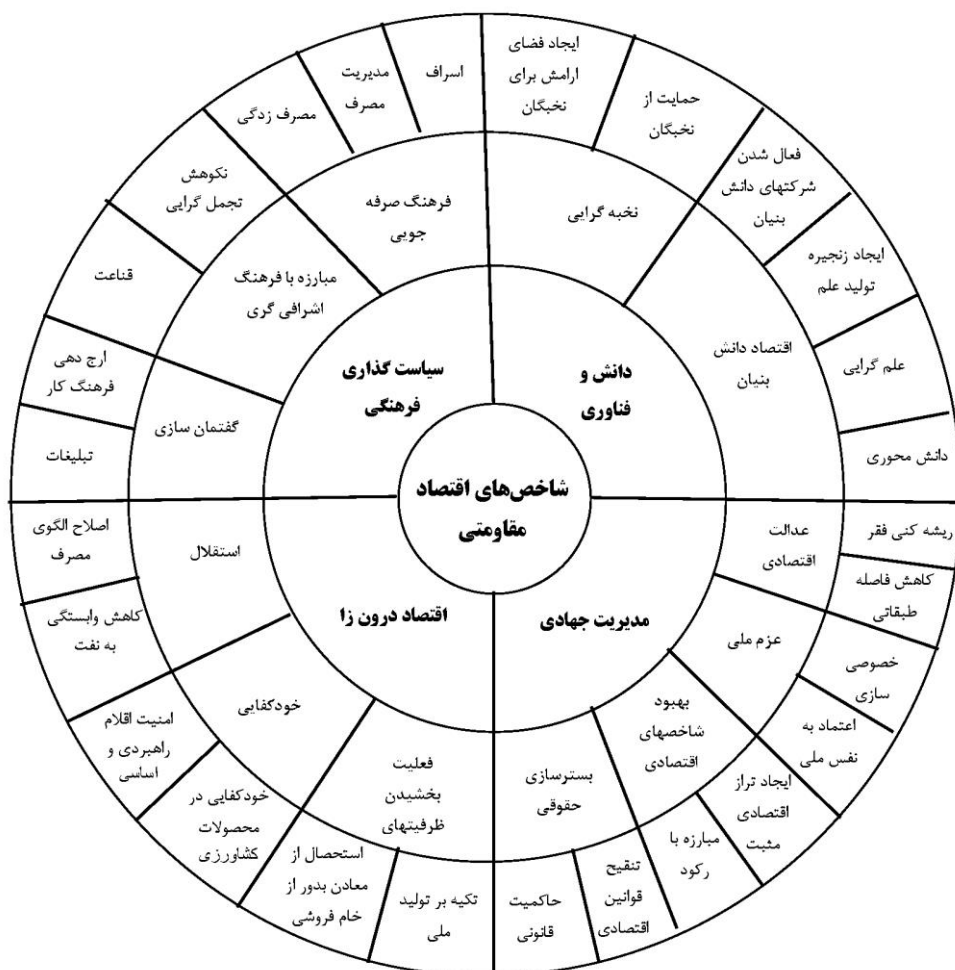 شاخص‌های اقتصاد
مقاومتی
دانش و
فناوری
نخبه گرایی
ایجاد فضای
ارامش برای
نخبگان
حمایت از
نخبگان
اقتصاد دانش
بنیان
فعال شدن
شرکتهای دانش
بنیان
ایجاد زنجیره
تولید علم
علم گرایی
دانش محوری
مدیریت جهادی
عدالت
اقتصادی
ریشه کنی فقر
کاهش فاصله
طبقاتی
عزم ملی
خصوصی
سازی
اعتماد به
نفس ملی
بهبود
شاخصهای
اقتصادی
ایجاد تراز
اقتصادی
مثبت
مبارزه با
رکود
بسترسازی
حقوقی
تنقیح
قوانین
اقتصادی
حاکمیت
قانونی
اقتصاد درون زا
فعلیت
بخشیدن
ظرفیتهای
تکیه بر تولید
ملی
استحصال از
معادن بدور از
خام فروشی
خودکفایی
خودکفایی در
محصولات
کشاورزی
امنیت اقلام
راهبردی و
اساسی
استقلال
کاهش وابستگی
به نفت
اصلاح الگوی
مصرف
سیاست گذاری
فرهنگی
گفتمان سازی
تبلیغات
ارج دهی
فرهنگ کار
مبارزه با فرهنگ
اشرافی گری
قناعت
نکوهش
تجمل گرایی
فرهنگ صرفه
جویی
مصرف زدگی
مدیریت
مصرف
اسراف